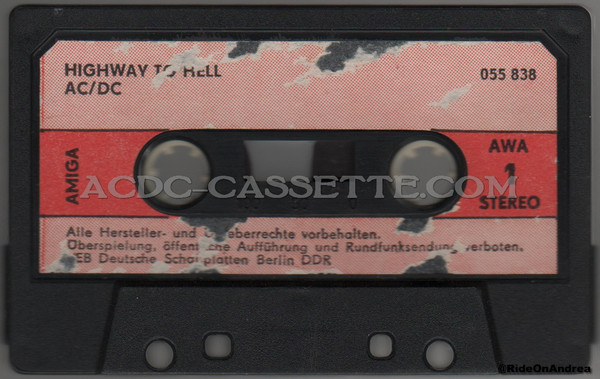 HIGHWAY TO HELL
AC/DC
055 838
AMIGA
AWA
1
STEREO
ACDC-CASSETTE.COM
Alle Hersteller- und vorbehalten.
Überspielung, Aufführung und Rundfunksendung verboten.
Deutsche Berlin DDR
@RideOnAndrea